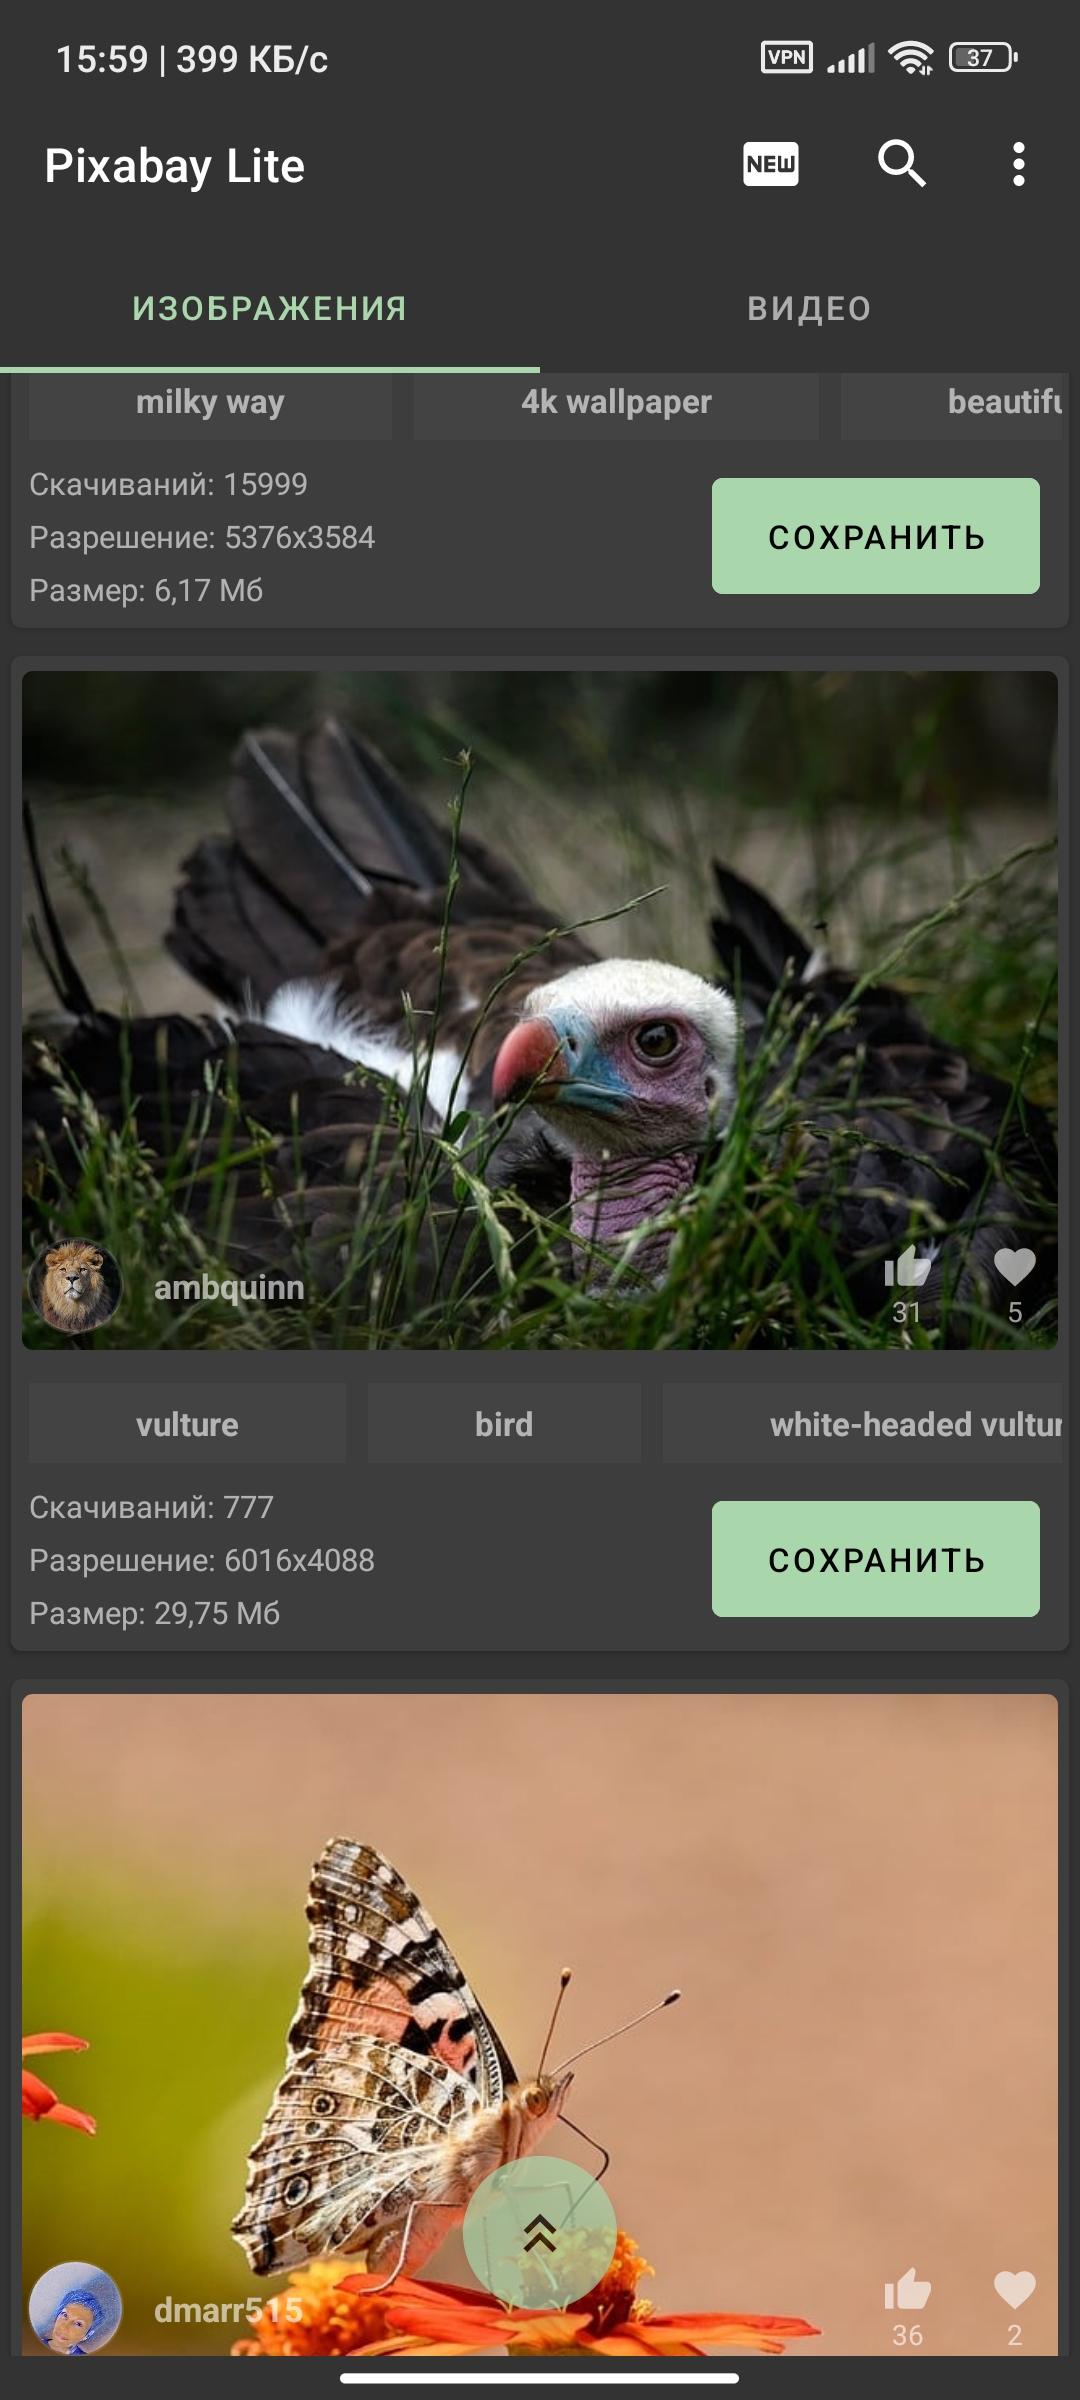 15:59 | 399 КБ/с
VPN
37
Pixabay Lite
NEW
ИЗОБРАЖЕНИЯ
ВИДЕО
milky way
4k wallpaper
beautifu
Скачиваний: 15999
Разрешение: 5376x3584
Размер: 6,17 Мб
СОХРАНИТЬ
ambquinn
31
5
vulture
bird
white-headed vultur
Скачиваний: 777
Разрешение: 6016x4088
Размер: 29,75 Мб
СОХРАНИТЬ
dmarr515
36
2